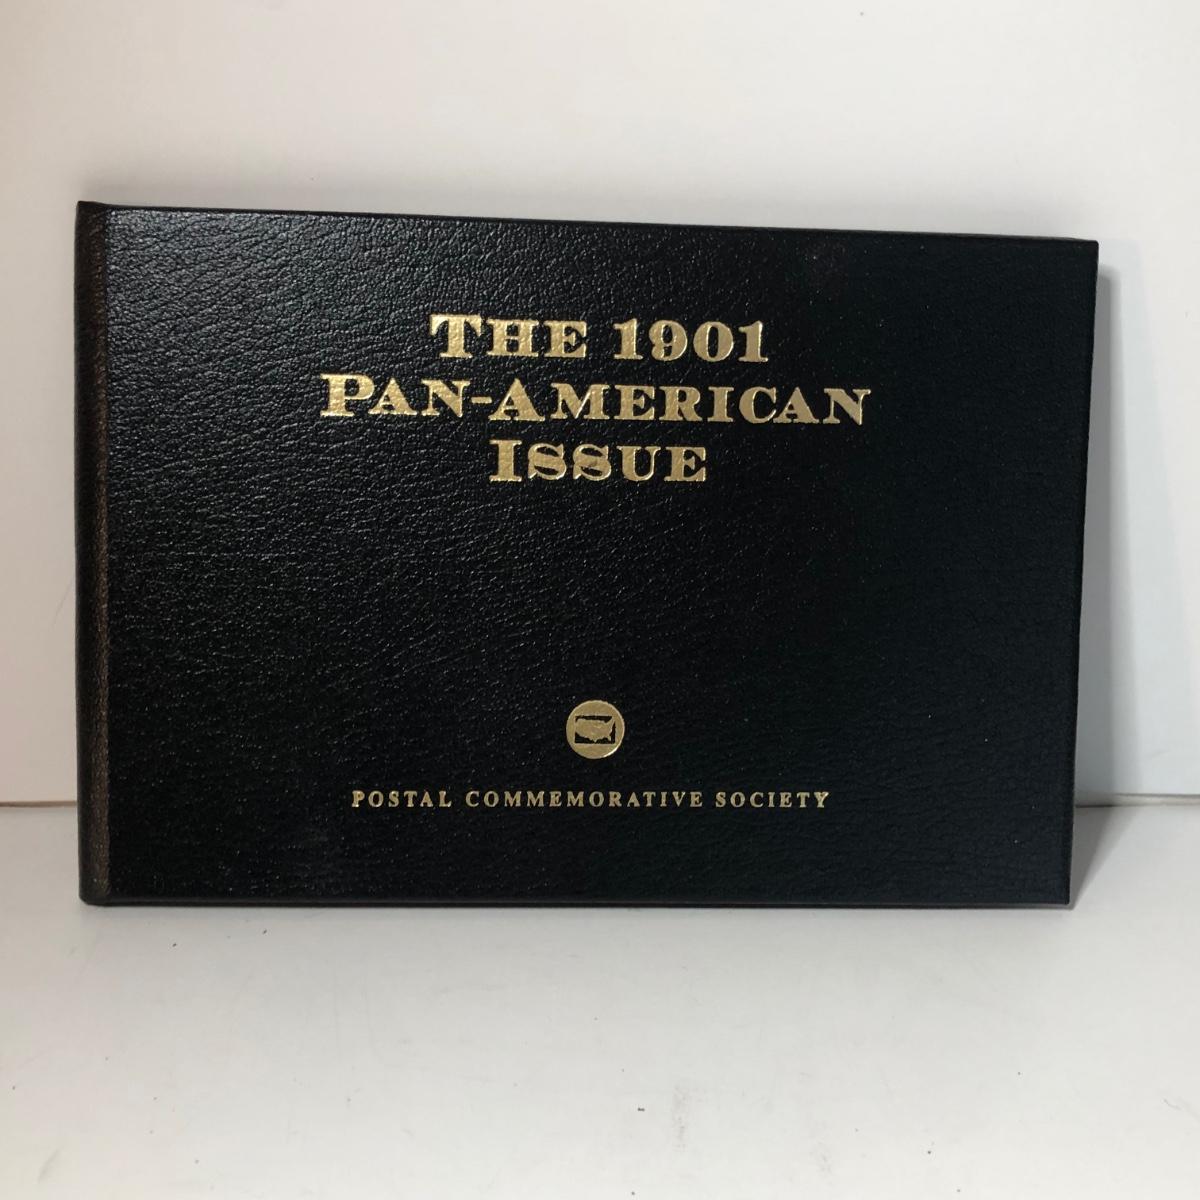 THE 1901
PAN-AMERICAN
ISSUE
POSTAL COMMEMORATIVE SOCIETY